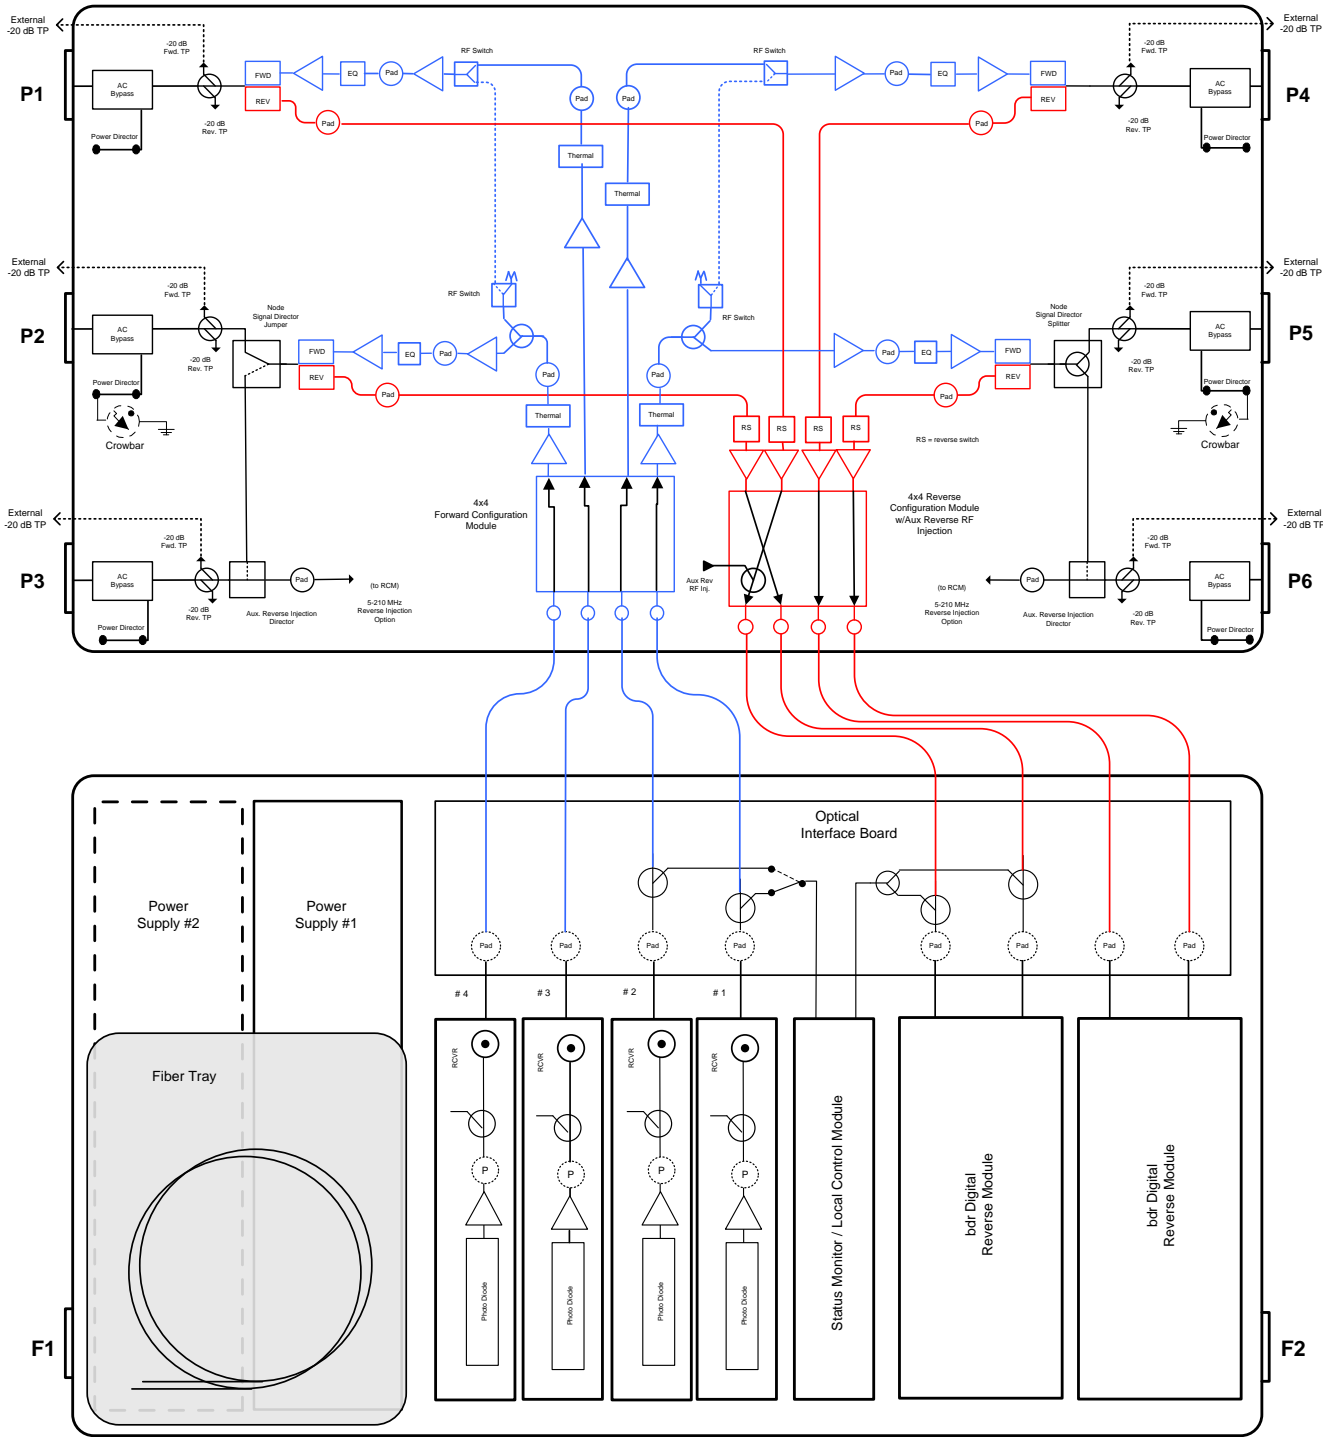 External
-20 dB TP
-20 dB
Fwd. TP
AC
Bypass
P1
Power Director
-20 dB
Rev. TP
FWD
REV
EQ
Pad
RF Switch
Pad
Pad
Thermal
Pad
Thermal
RF Switch
Pad
EQ
FWD
REV
Pad
-20 dB
Fwd. TP
-20 dB
Rev. TP
AC
Bypass
Power Director
P4
External
-20 dB TP
External
-20 dB TP
-20 dB
Fwd. TP
P2
AC
Bypass
Power Director
Crowbar
-20 dB
Rev. TP
Node
Signal Director
Jumper
FWD
REV
EQ
Pad
Pad
RF Switch
Pad
Thermal
RF Switch
Pad
Thermal
Pad
EQ
FWD
REV
Pad
Node
Signal Director
Splitter
-20 dB
Fwd. TP
-20 dB
Rev. TP
AC
Bypass
Power Director
Crowbar
P5
External
-20 dB TP
RS
RS
RS
RS
RS = reverse switch
4x4
Forward Configuration
Module
4x4 Reverse
Configuration Module
w/Aux Reverse RF
Injection
Aux Rev
RF Inj.
External
-20 dB TP
-20 dB
Fwd. TP
P3
AC
Bypass
Power Director
-20 dB
Rev. TP
Aux. Reverse Injection
Director
Pad
(to RCM)
5-210 MHz
Reverse Injection
Option
(to RCM)
5-210 MHz
Reverse Injection
Option
Pad
Aux. Reverse Injection
Director
-20 dB
Fwd. TP
-20 dB
Rev. TP
AC
Bypass
Power Director
P6
External
-20 dB TP
Optical
Interface Board
Power
Supply #2
Power
Supply #1
Pad
Pad
Pad
Pad
Pad
Pad
Pad
Pad
# 4
# 3
# 2
# 1
Fiber Tray
RCVR
P
Photo Diode
RCVR
P
Photo Diode
RCVR
P
Photo Diode
RCVR
P
Photo Diode
Status Monitor / Local Control Module
bdr Digital
Reverse Module
bdr Digital
Reverse Module
F1
F2